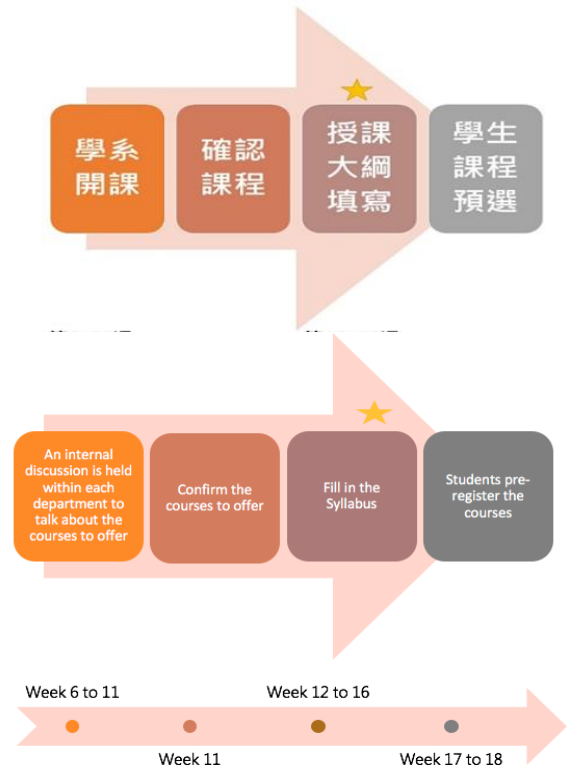 學系
開課
確認
課程
授課
大綱
填寫
學生
課程
預選
An internal
discussion is held
within each
department to
talk about the
courses to offer
Confirm the
courses to offer
Fill in the
Syllabus
Students pre-
register the
courses
Week 6 to 11
Week 11
Week 12 to 16
Week 17 to 18